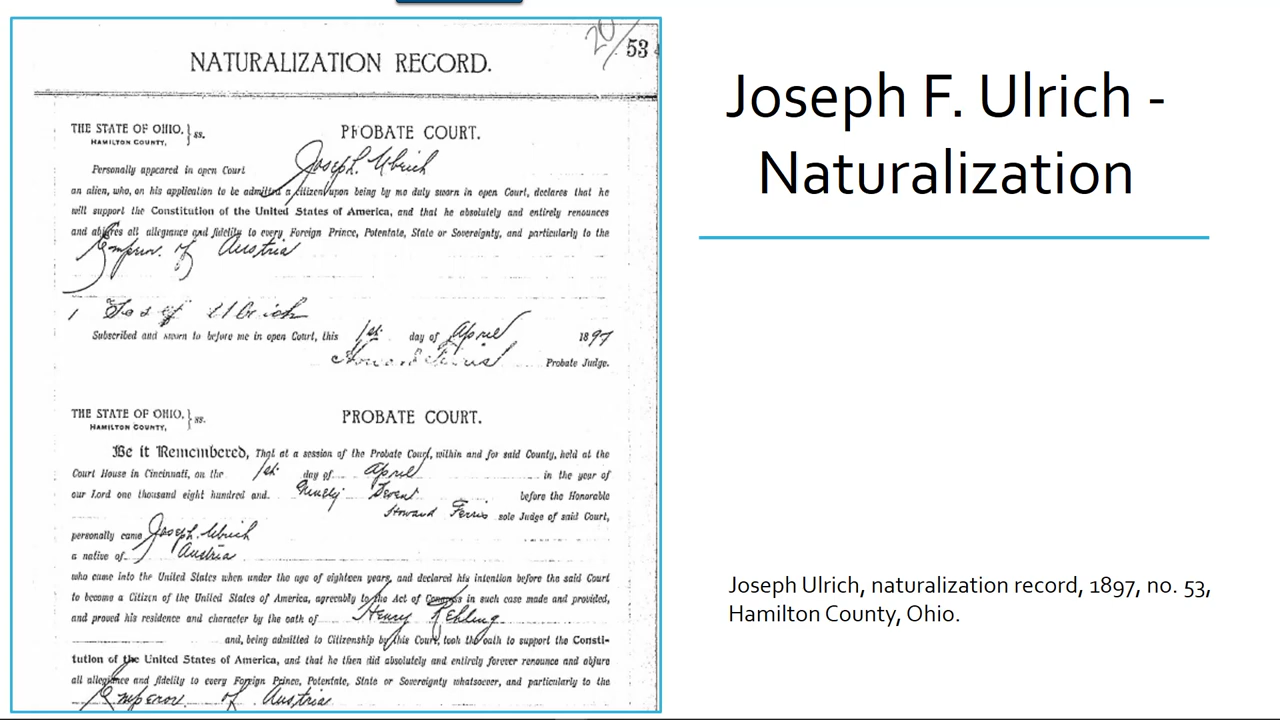 20/53
NATURALIZATION RECORD.
THE STATE OF OHIO, } ss.
HAMILTON COUNTY,
PROBATE COURT.
Personally appeared in open Court Joseph Ulrich
an alien, who, on his application to be admitted a citizen upon being by me duly sworn in open Court, declares that he
will support the Constitution of the United States of America, and that he absolutely and entirely renounces
and abjures all allegiance and fidelity to every Foreign Prince, Potentate, State or Sovereignty, and particularly to the
Emperor of Austria
Josef Ulrich
Subscribed and sworn to before me in open Court, this 1st day of April 1897
Howard Ferris Probate Judge.
THE STATE OF OHIO, } ss.
HAMILTON COUNTY,
PROBATE COURT.
Be it Remembered, That at a session of the Probate Court, within and for said County, held at the
Court House in Cincinnati, on the 1st day of April in the year of
our Lord one thousand eight hundred and Ninety Seven before the Honorable
Howard Ferris sole Judge of said Court,
personally came Joseph Ulrich
a native of Austria
who came into the United States when under the age of eighteen years, and declared his intention before the said Court
to become a Citizen of the United States of America, agreeably to the Act of Congress in such case made and provided,
and proved his residence and character by the oath of Henry
and, being admitted to Citizenship by this Court, took the oath to support the Consti-
tution of the United States of America, and that he then did absolutely and entirely forever renounce and abjure
all allegiance and fidelity to every Foreign Prince, Potentate, State or Sovereignty whatsoever, and particularly to the
Emperor of Austria
Joseph F. Ulrich -
Naturalization
Joseph Ulrich, naturalization record, 1897, no. 53,
Hamilton County, Ohio.